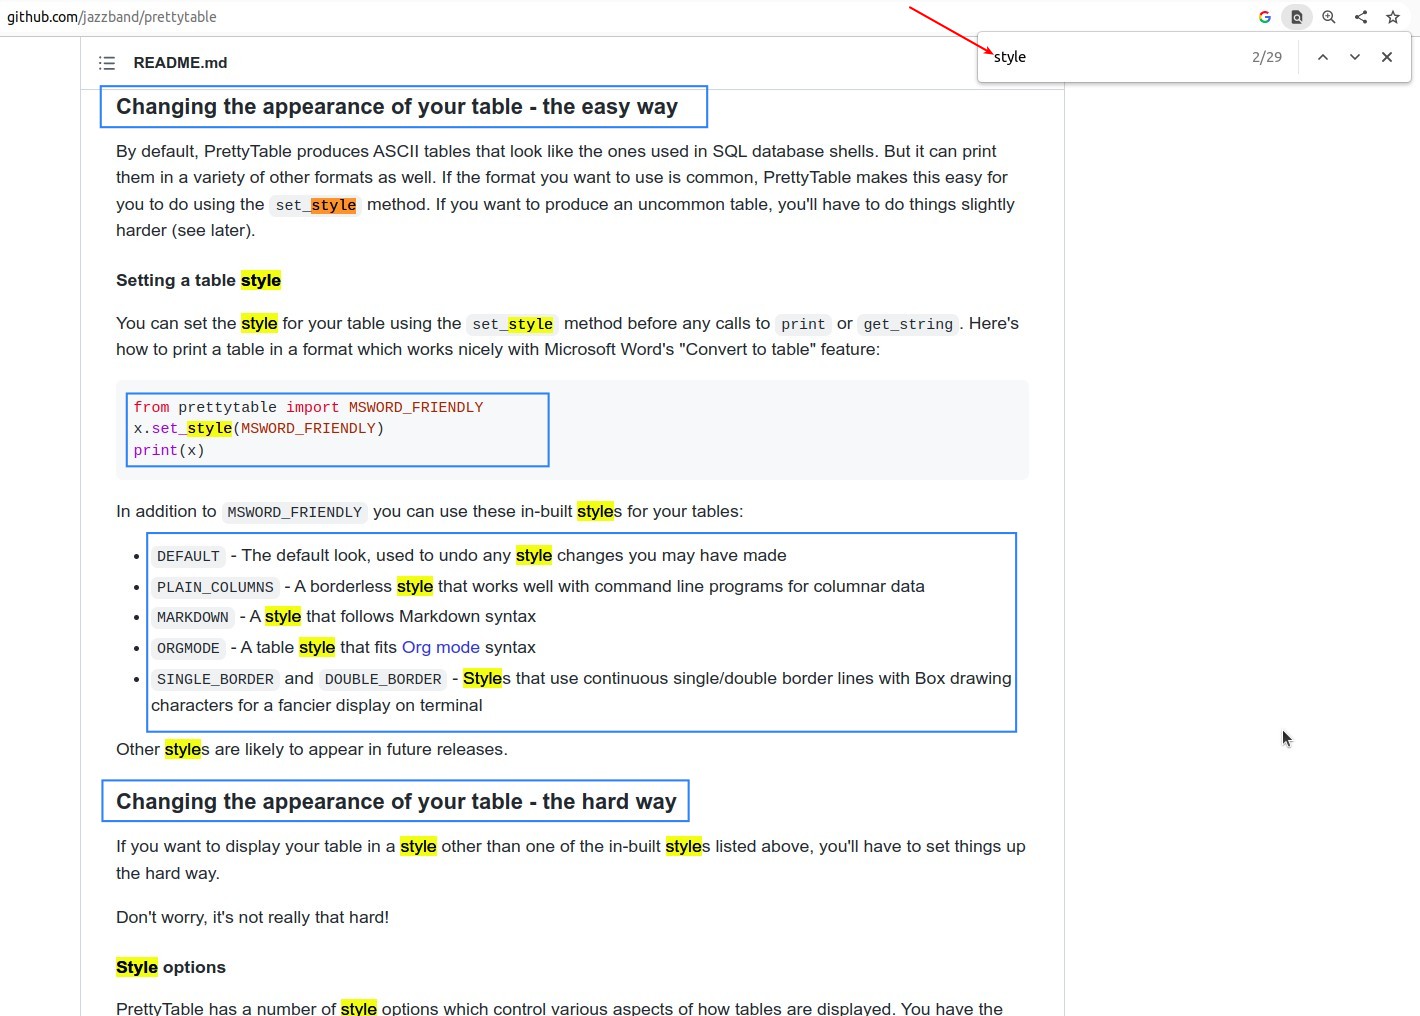 github.com/jazzband/prettytable
style 2/29
README.md
Changing the appearance of your table - the easy way
By default, PrettyTable produces ASCII tables that look like the ones used in SQL database shells. But it can print
them in a variety of other formats as well. If the format you want to use is common, PrettyTable makes this easy for
you to do using the set_style method. If you want to produce an uncommon table, you'll have to do things slightly
harder (see later).
Setting a table style
You can set the style for your table using the set_style method before any calls to print or get_string. Here's
how to print a table in a format which works nicely with Microsoft Word's "Convert to table" feature:
from prettytable import MSWORD_FRIENDLY
x.set_style(MSWORD_FRIENDLY)
print(x)
In addition to MSWORD_FRIENDLY you can use these in-built styles for your tables:
• DEFAULT - The default look, used to undo any style changes you may have made
• PLAIN_COLUMNS - A borderless style that works well with command line programs for columnar data
• MARKDOWN - A style that follows Markdown syntax
• ORGMODE - A table style that fits Org mode syntax
• SINGLE_BORDER and DOUBLE_BORDER - Styles that use continuous single/double border lines with Box drawing
characters for a fancier display on terminal
Other styles are likely to appear in future releases.
Changing the appearance of your table - the hard way
If you want to display your table in a style other than one of the in-built styles listed above, you'll have to set things up
the hard way.
Don't worry, it's not really that hard!
Style options
PrettyTable has a number of style options which control various aspects of how tables are displayed. You have the